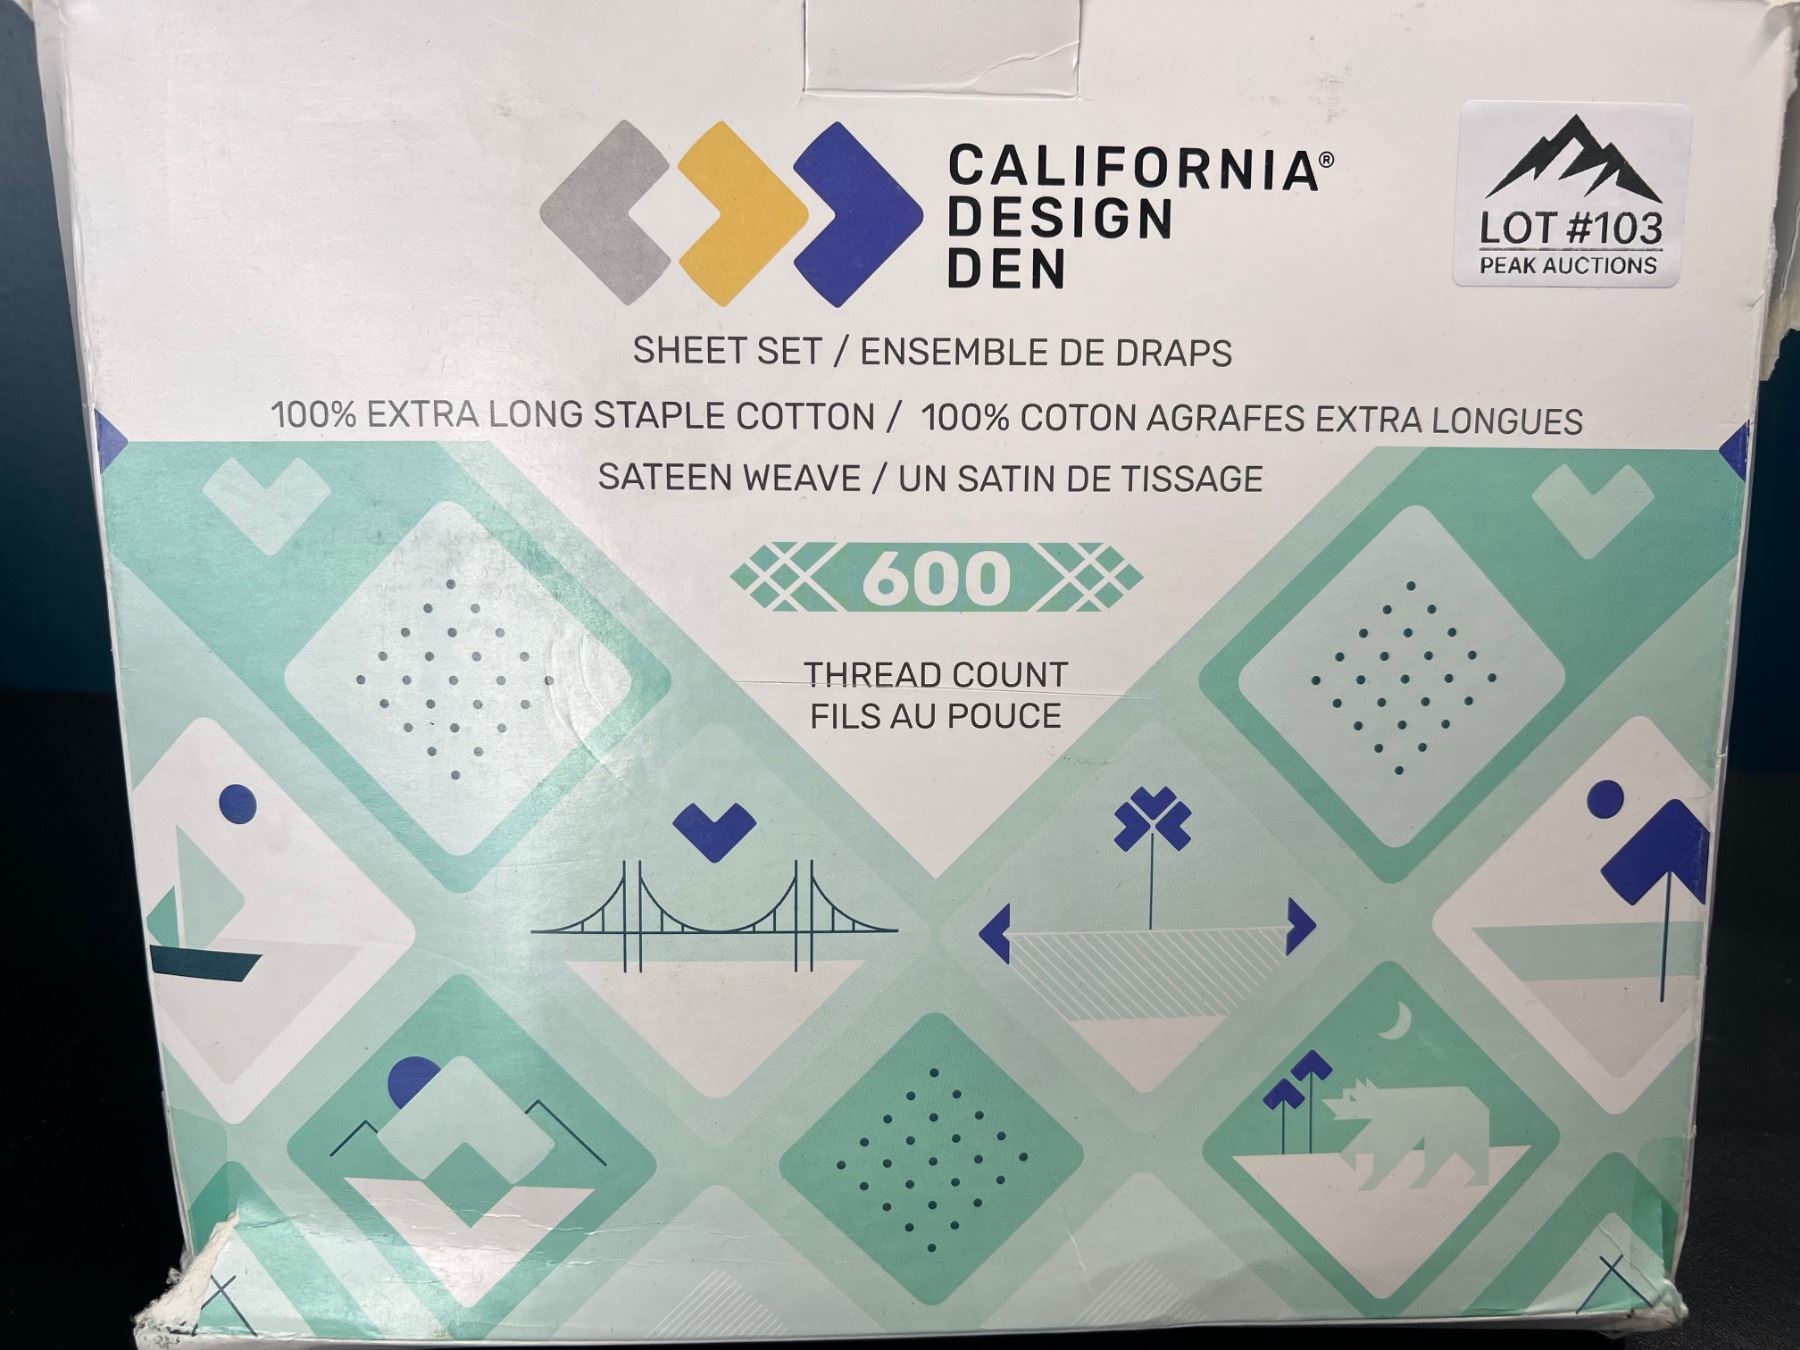 CALIFORNIA®
DESIGN
DEN
LOT #103
PEAK AUCTIONS
SHEET SET / ENSEMBLE DE DRAPS
100% EXTRA LONG STAPLE COTTON / 100% COTON AGRAFES EXTRA LONGUES
SATEEN WEAVE / UN SATIN DE TISSAGE
600
THREAD COUNT
FILS AU POUCE